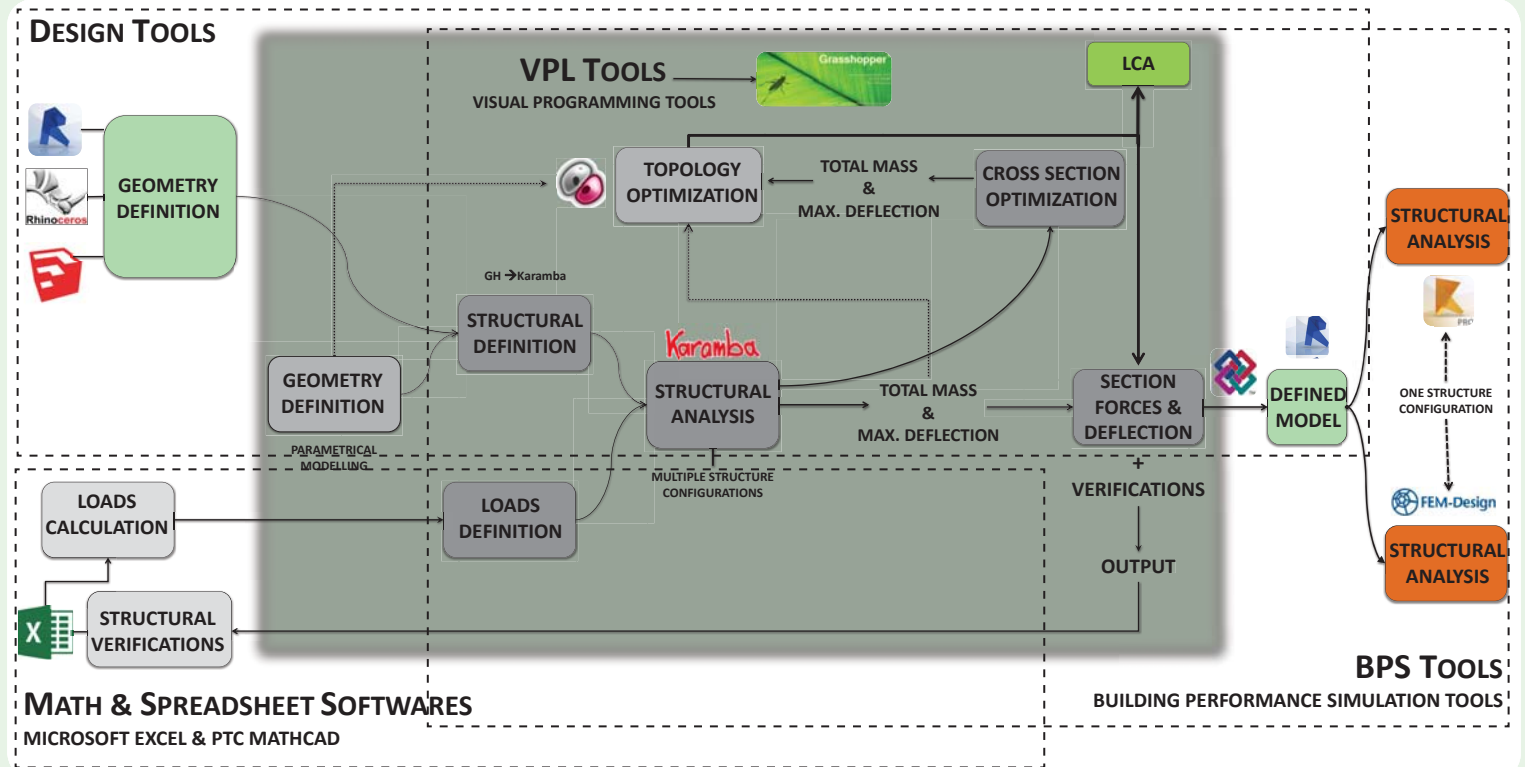 DESIGN TOOLS
VPL TOOLS
VISUAL PROGRAMMING TOOLS
Grasshopper
LCA
Rhinoceros
GEOMETRY
DEFINITION
TOPOLOGY
OPTIMIZATION
TOTAL MASS
&
MAX. DEFLECTION
CROSS SECTION
OPTIMIZATION
STRUCTURAL
ANALYSIS
GH →Karamba
STRUCTURAL
DEFINITION
Karamba
GEOMETRY
DEFINITION
PARAMETRICAL
MODELLING
STRUCTURAL
ANALYSIS
MULTIPLE STRUCTURE
CONFIGURATIONS
TOTAL MASS
&
MAX. DEFLECTION
SECTION
FORCES &
DEFLECTION
+
VERIFICATIONS
OUTPUT
DEFINED
MODEL
PRO
ONE STRUCTURE
CONFIGURATION
FEM-Design
STRUCTURAL
ANALYSIS
LOADS
CALCULATION
LOADS
DEFINITION
X
STRUCTURAL
VERIFICATIONS
MATH & SPREADSHEET SOFTWARES
MICROSOFT EXCEL & PTC MATHCAD
BPS TOOLS
BUILDING PERFORMANCE SIMULATION TOOLS